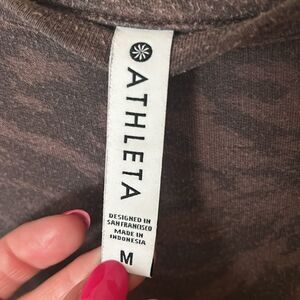 ATHLETA
DESIGNED IN
SAN FRANCISCO
MADE IN
INDONESIA
M